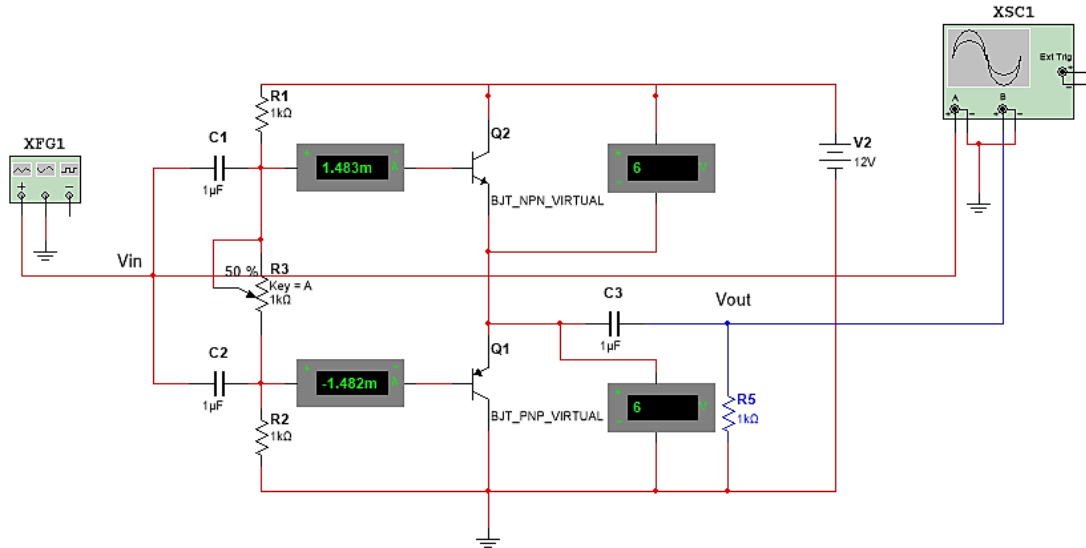 XSC1
Ext Trig
+
-
A
B
+ - + -
XFG1
+ -
R1
1kΩ
C1
1µF
+ -
1.483m
A
Q2
BJT_NPN_VIRTUAL
+
-
6
V
V2
12V
Vin
50 %
R3
Key = A
1kΩ
C3
1µF
Vout
C2
1µF
+ -
-1.482m
A
Q1
BJT_PNP_VIRTUAL
+
-
6
V
R5
1kΩ
R2
1kΩ